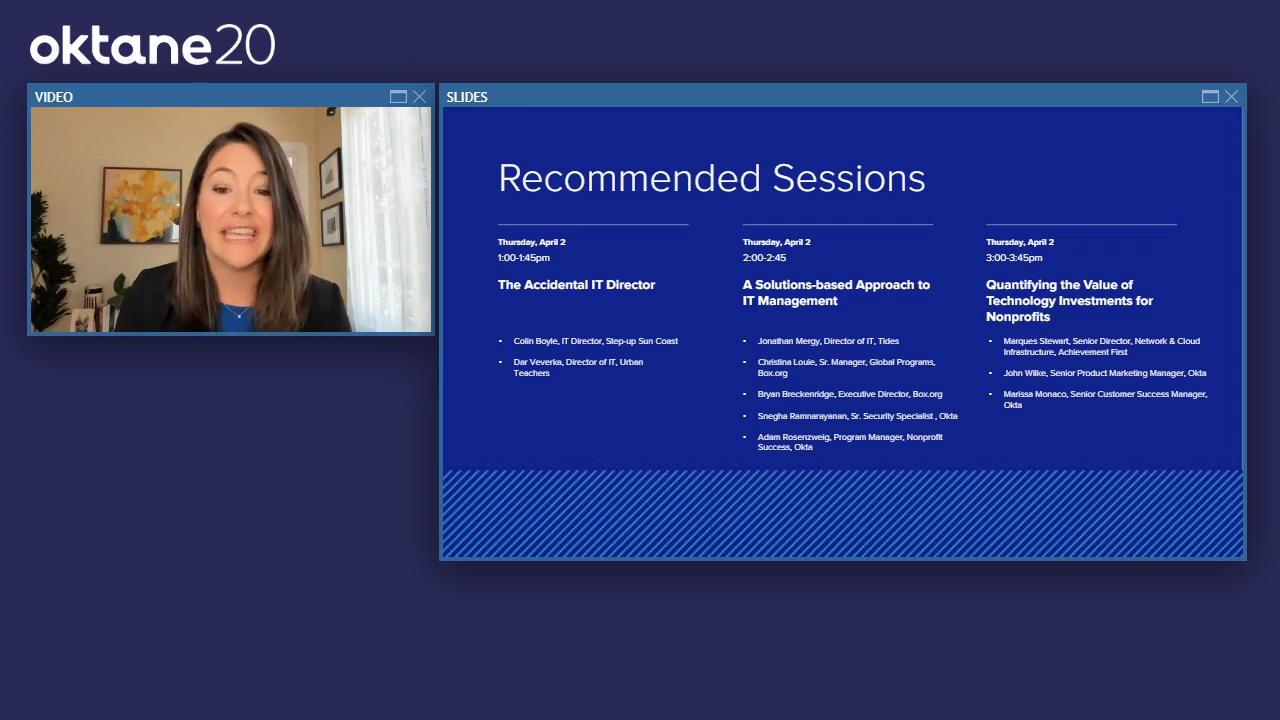 oktane20
VIDEO
SLIDES
Recommended Sessions
Thursday, April 2
1:00-1:45pm
The Accidental IT Director
• Colin Boyle, IT Director, Step-up Sun Coast
• Dar Veverka, Director of IT, Urban
Teachers
Thursday, April 2
2:00-2:45
A Solutions-based Approach to
IT Management
• Jonathan Mergy, Director of IT, Tides
• Christina Louie, Sr. Manager, Global Programs,
Box.org
• Bryan Breckenridge, Executive Director, Box.org
• Snegha Ramnarayan, Sr. Security Specialist , Okta
• Adam Rosenzweig, Program Manager, Nonprofit
Success, Okta
Thursday, April 2
3:00-3:45pm
Quantifying the Value of
Technology Investments for
Nonprofits
• Marques Stewart, Senior Director, Network & Cloud
Infrastructure, Achievement First
• John Wilke, Senior Product Marketing Manager, Okta
• Marissa Monaco, Senior Customer Success Manager,
Okta